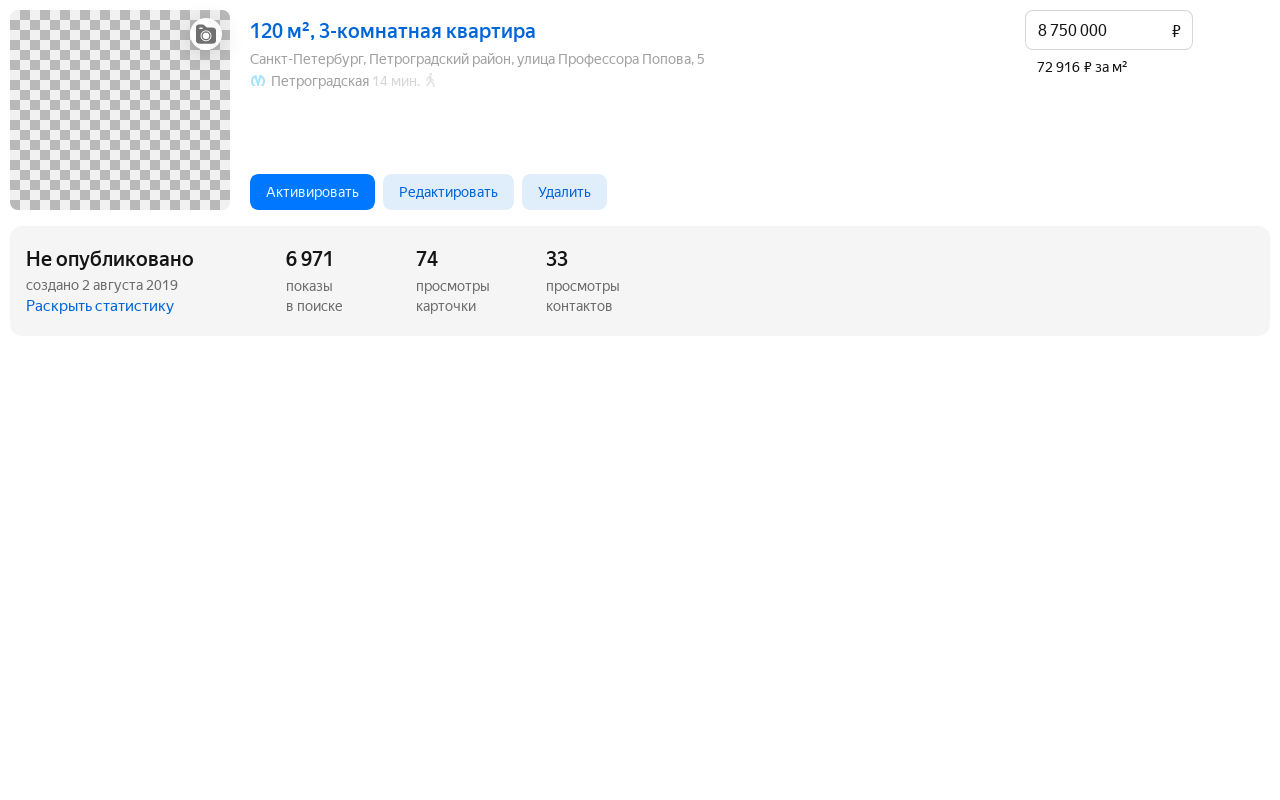 120 м², 3-комнатная квартира
8 750 000 ₽
Санкт-Петербург, Петроградский район, улица Профессора Попова, 5
72 916 ₽ за м²
Петроградская 14 мин.
Активировать Редактировать Удалить
Не опубликовано
создано 2 августа 2019
Раскрыть статистику
6 971
показы
в поиске
74
просмотры
карточки
33
просмотры
контактов